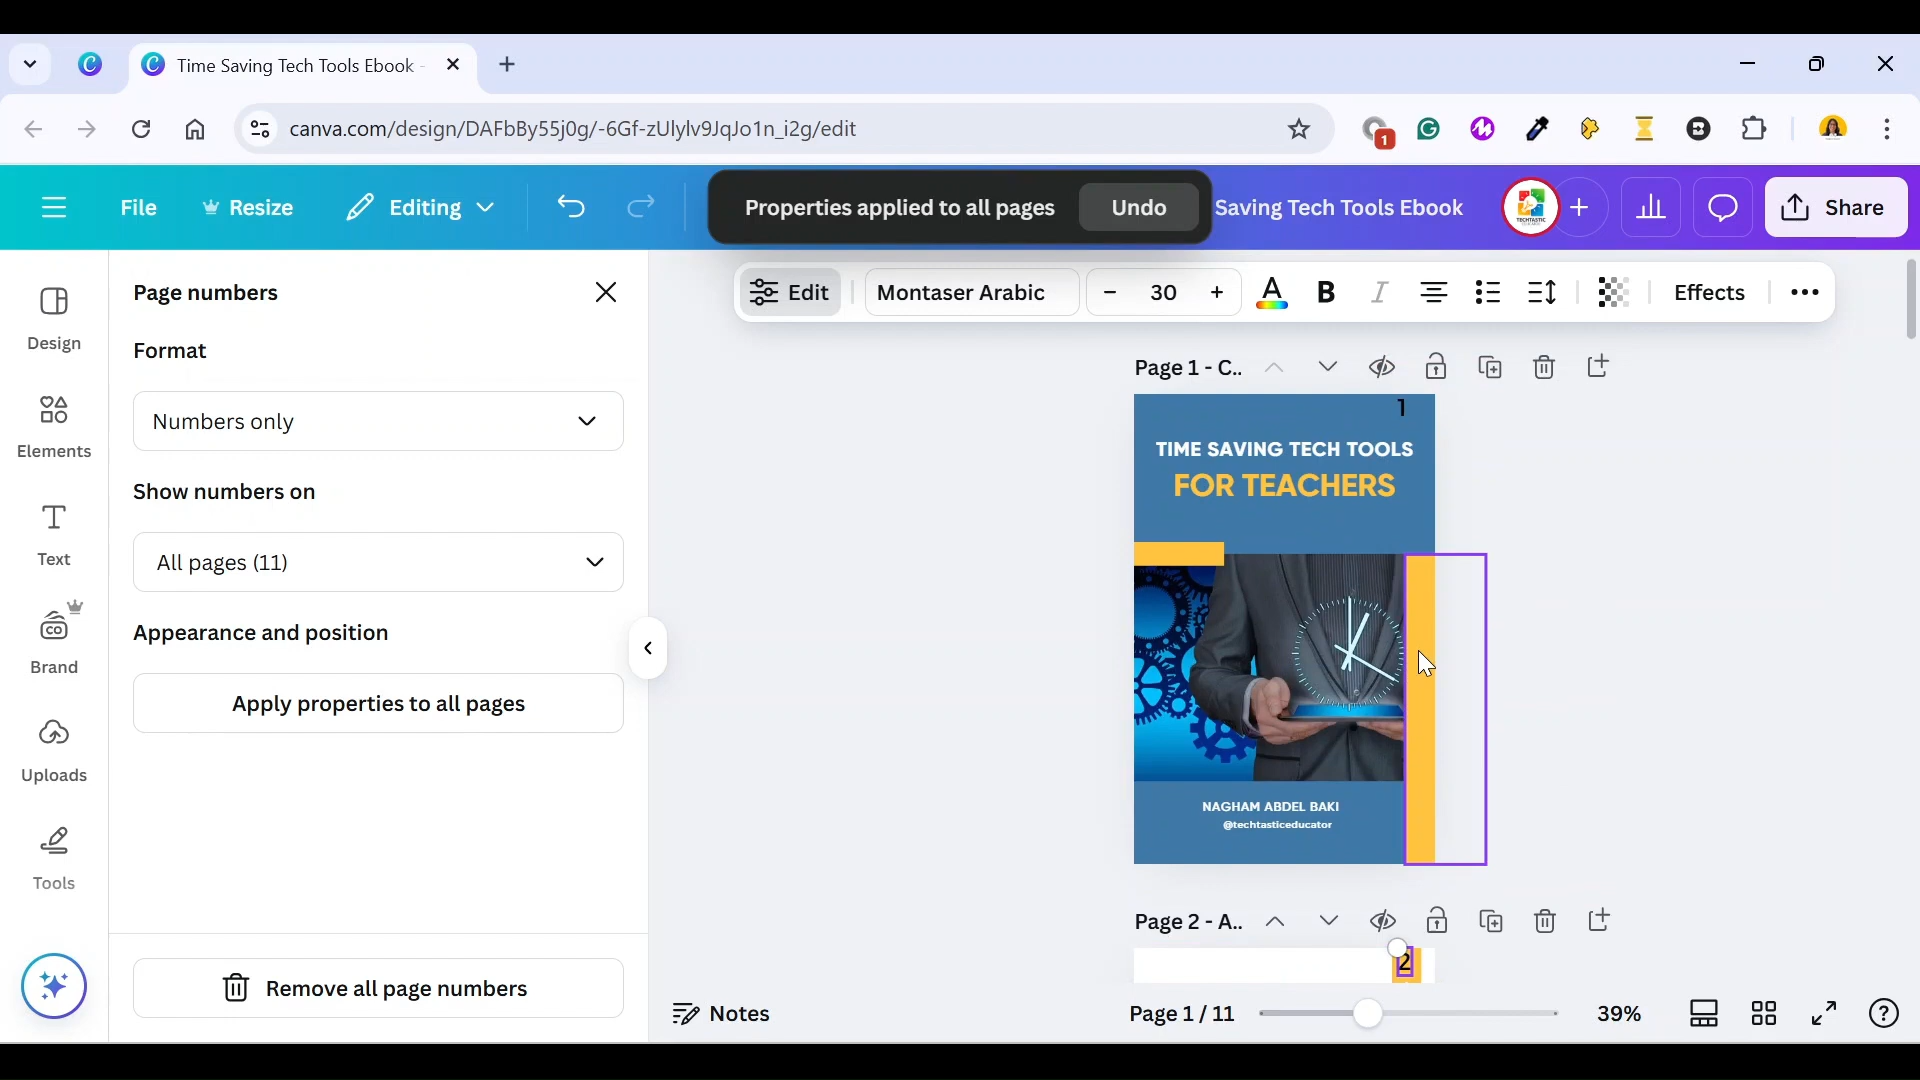 Time Saving Tech Tools Ebook -
canva.com/design/DAFbBy55j0g/-6Gf-zUlylv9JqJo1n_i2g/edit
1
File
Resize
Editing
Properties applied to all pages
Undo
Saving Tech Tools Ebook
Share
Design
Elements
Text
Brand
Uploads
Tools
Page numbers
Format
Numbers only
Show numbers on
All pages (11)
Appearance and position
Apply properties to all pages
Remove all page numbers
Edit
Montaser Arabic
- 30 +
A
B
I
Effects
Page 1 - C..
1
TIME SAVING TECH TOOLS
FOR TEACHERS
NAGHAM ABDEL BAKI
@techtasticeducator
Page 2 - A..
2
Notes
Page 1 / 11
39%